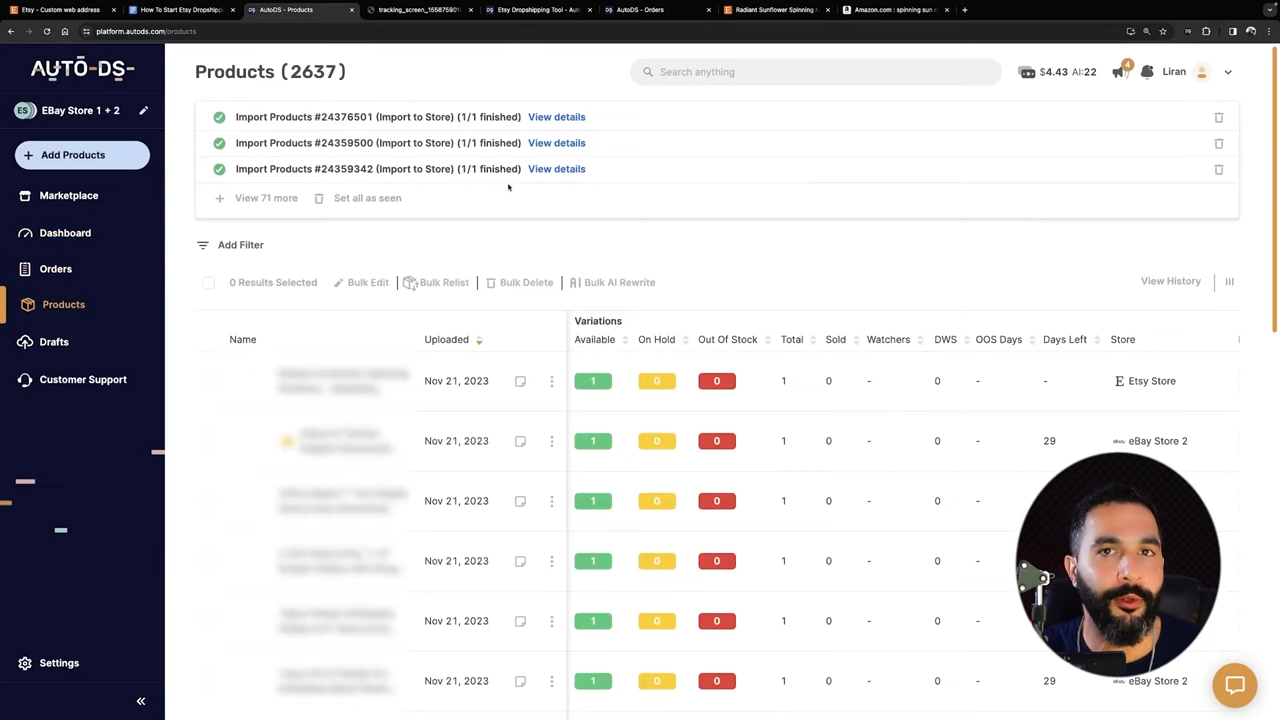 Etsy - Custom web address
How To Start Etsy Dropshipp
AutoDS - Products
tracking_screen_155875901
Etsy Dropshipping Tool - Au
AutoDS - Orders
Radiant Sunflower Spinning
Amazon.com : spinning sun
platform.autods.com/products
AUTO-DS-
Products (2637)
Search anything
$4.43 AI:22
4
Liran
ES
EBay Store 1 + 2
Add Products
Marketplace
Dashboard
Orders
Products
Drafts
Customer Support
Settings
Import Products #24376501 (Import to Store) (1/1 finished) View details
Import Products #24359500 (Import to Store) (1/1 finished) View details
Import Products #24359342 (Import to Store) (1/1 finished) View details
View 71 more
Set all as seen
Add Filter
0 Results Selected
Bulk Edit
Bulk Relist
Bulk Delete
Bulk AI Rewrite
View History
Variations
Name Uploaded Available On Hold Out Of Stock Total Sold Watchers DWS OOS Days Days Left Store
Nov 21, 2023 1 0 0 1 0 - 0 - - Etsy Store
Nov 21, 2023 1 0 0 1 0 - 0 - 29 ebay eBay Store 2
Nov 21, 2023 1 0 0 1 0 - 0 -
Nov 21, 2023 1 0 0 1 0 - 0 -
Nov 21, 2023 1 0 0 1 0 - 0 -
Nov 21, 2023 1 0 0 1 0 - 0 - 29 ebay eBay Store 2